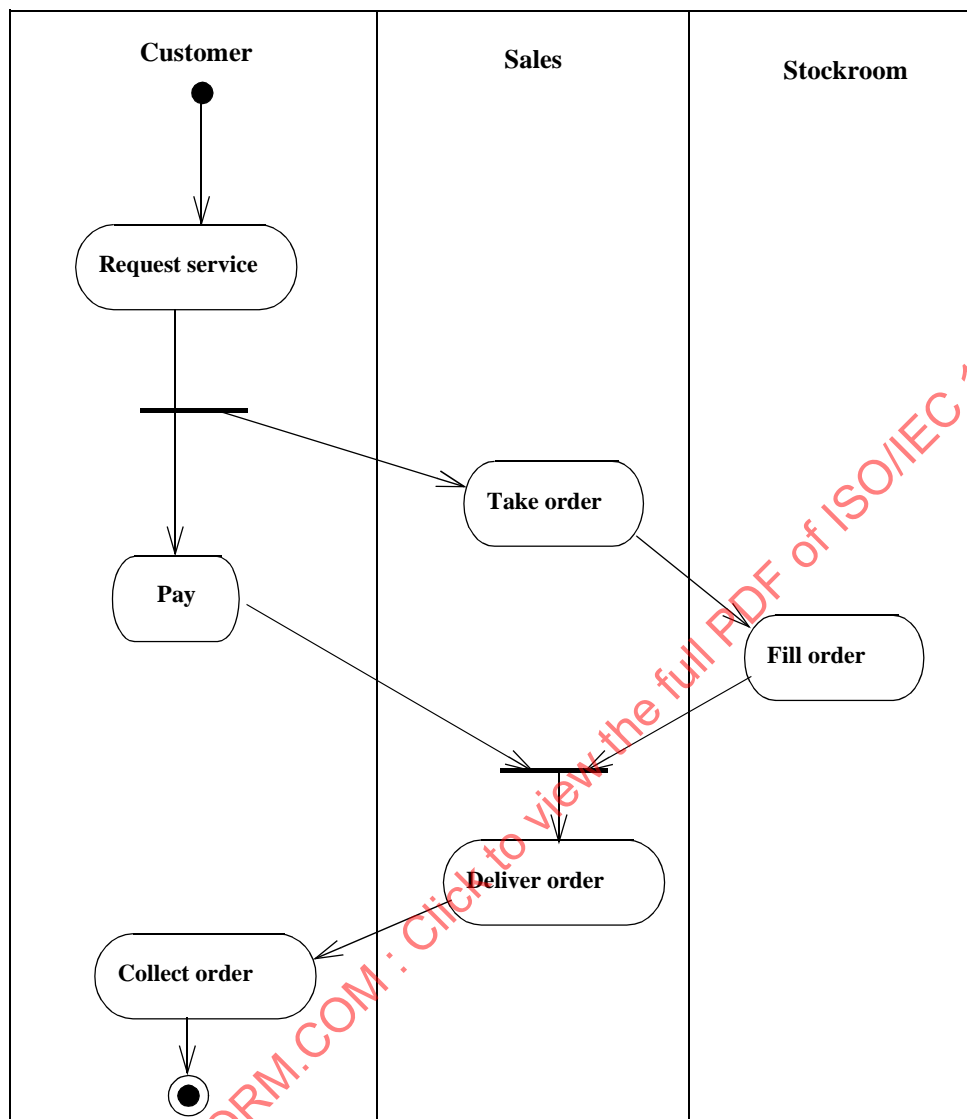 Customer
Sales
Stockroom
Request service
Take order
Pay
Fill order
Deliver order
Collect order
DRM.COM : Click to view the full PDF of ISO/IEC